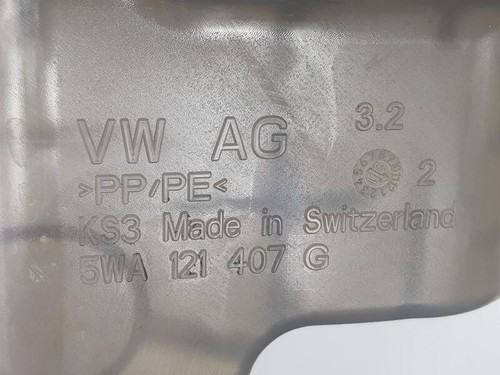 VW AG 3.2
>PP/PE< 2
KS3 Made in Switzerland
5WA 121 407 G